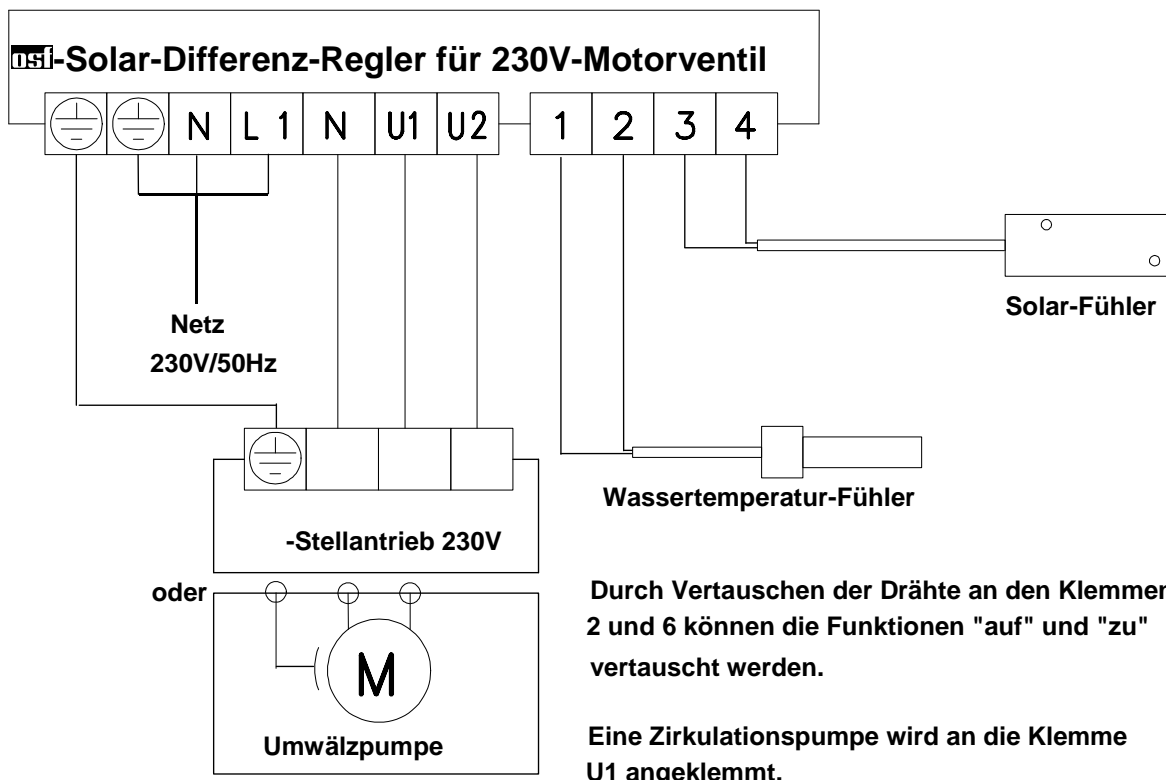 osf-Solar-Differenz-Regler für 230V-Motorventil
N L 1 N U1 U2 1 2 3 4
Solar-Fühler
Netz
230V/50Hz
Wassertemperatur-Fühler
-Stellantrieb 230V
oder
M
Umwälzpumpe
Durch Vertauschen der Drähte an den Klemmen
2 und 6 können die Funktionen "auf" und "zu"
vertauscht werden.
Eine Zirkulationspumpe wird an die Klemme
U1 angeklemmt.